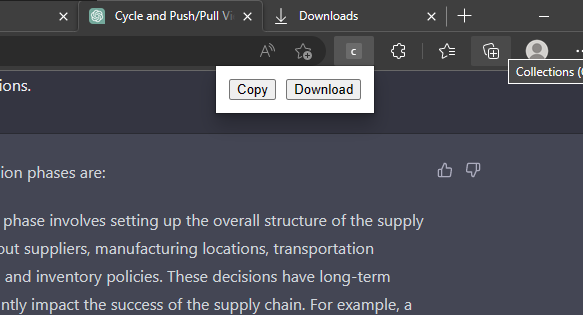 Cycle and Push/Pull Vi
Downloads
A
c
Collections (
Copy
Download
ions.
ion phases are:
phase involves setting up the overall structure of the supply
out suppliers, manufacturing locations, transportation
and inventory policies. These decisions have long-term
ntly impact the success of the supply chain. For example, a